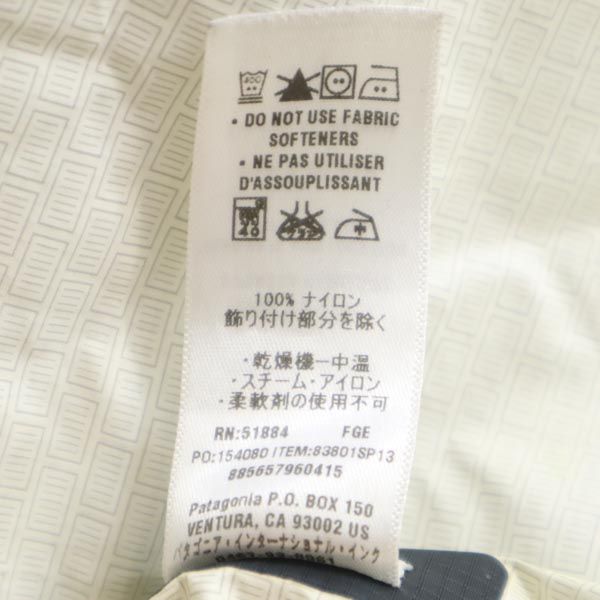 • DO NOT USE FABRIC
SOFTENERS
• NE PAS UTILISER
D'ASSOUPLISSANT
40
100% ナイロン
飾り付け部分を除く
・乾燥機ー中温
・スチーム・アイロン
・柔軟剤の使用不可
RN:51884 FGE
PO:154080 ITEM:83801SP13
885657960415
Patagonia P.O. BOX 150
VENTURA, CA 93002 US
パタゴニア・インターナショナル・インク